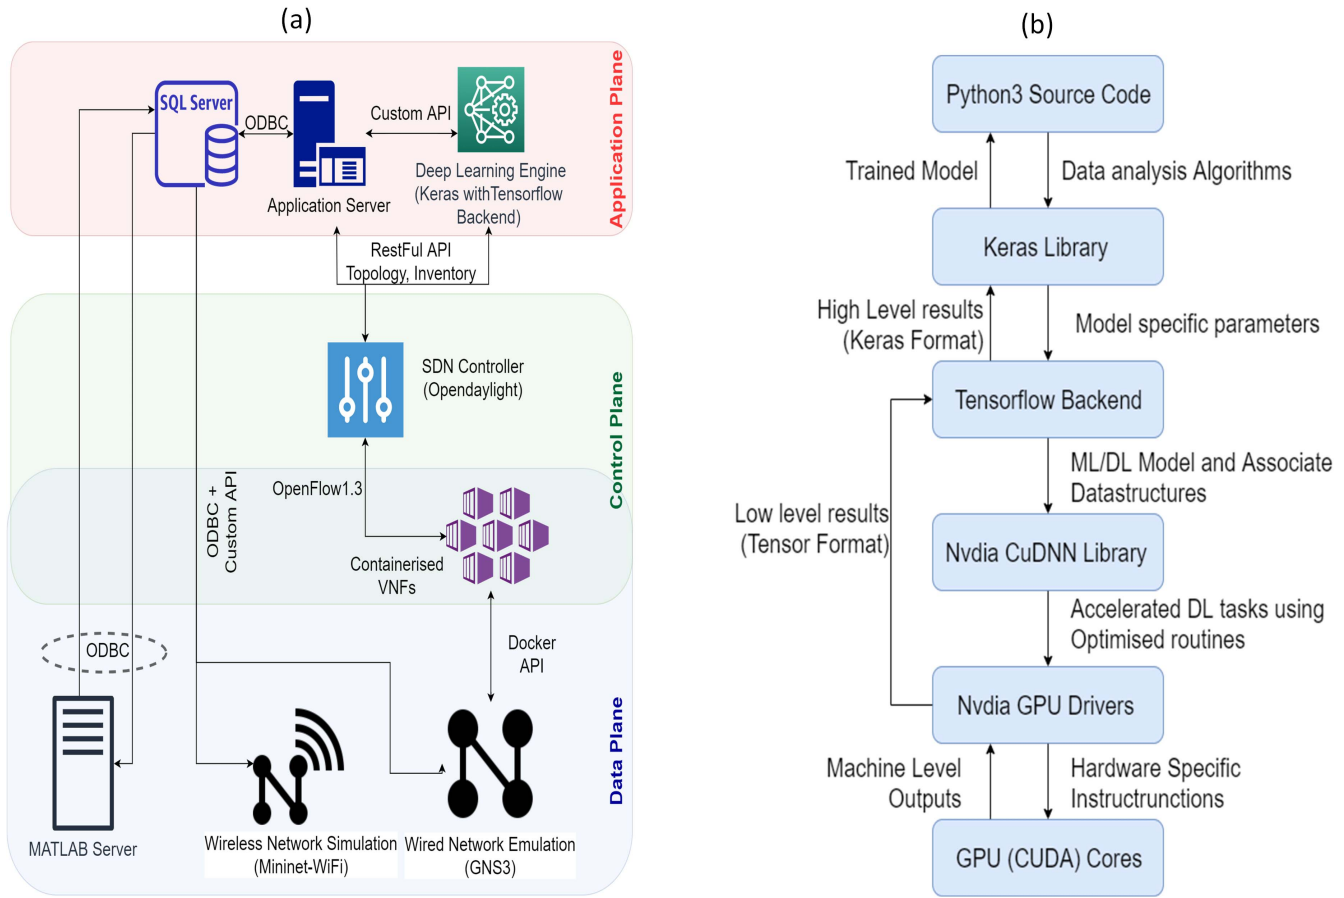 (a)
SQL Server
ODBC
Custom API
Deep Learning Engine
(Keras withTensorflow
Backend)
Application Server
Application Plane
RestFul API
Topology, Inventory
SDN Controller
(Opendaylight)
Control Plane
OpenFlow1.3
ODBC +
Custom API
Containerised
VNFs
Docker
API
ODBC
Data Plane
MATLAB Server
Wireless Network Simulation
(Mininet-WiFi)
Wired Network Emulation
(GNS3)
(b)
Python3 Source Code
Trained Model
Data analysis Algorithms
Keras Library
High Level results
(Keras Format)
Model specific parameters
Tensorflow Backend
ML/DL Model and Associate
Datastructures
Low level results
(Tensor Format)
Nvdia CuDNN Library
Accelerated DL tasks using
Optimised routines
Nvdia GPU Drivers
Machine Level
Outputs
Hardware Specific
Instructrunctions
GPU (CUDA) Cores